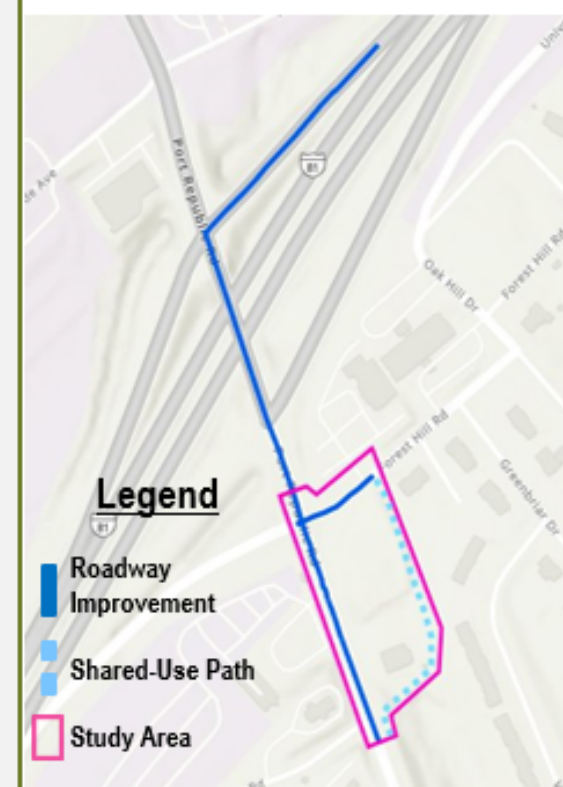 Port Republic Rd
81
Oak Hill Dr
Forest Hill Rd
Forest Hill Rd
Greenbriar Dr
Legend
81
Roadway
Improvement
Shared-Use Path
Study Area